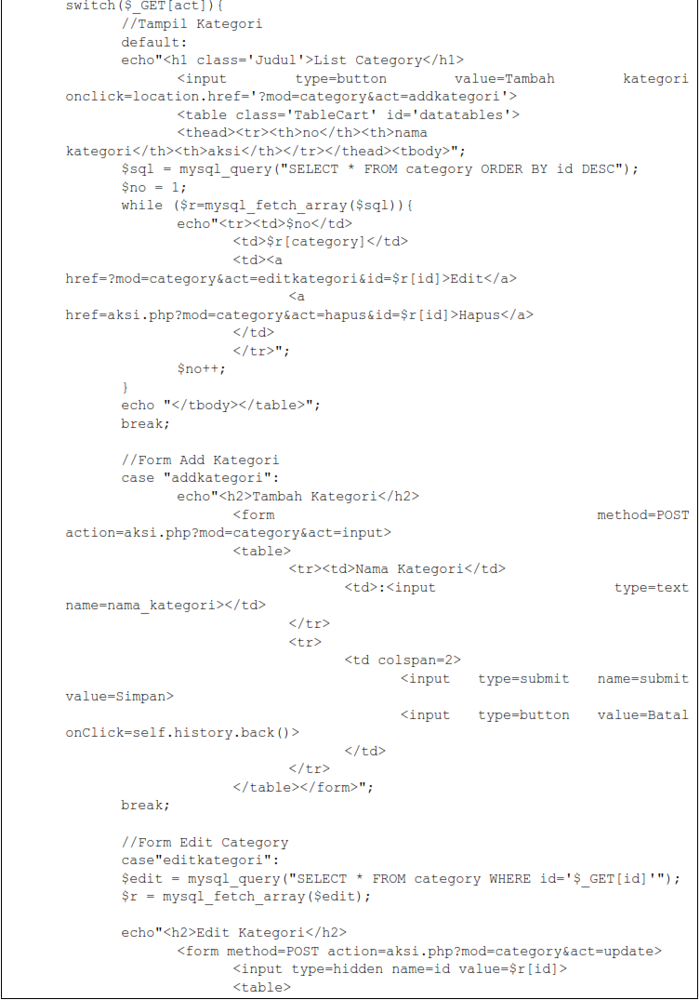 switch($_GET[act]){
//Tampil Kategori
default:
echo"<h1 class='Judul'>List Category</h1>
<input type=button value=Tambah kategori
onclick=location.href='?mod=category&act=addkategori'>
<table class='TableCart' id='datatables'>
<thead><tr><th>no</th><th>nama
kategori</th><th>aksi</th></tr></thead><tbody>";
$sql = mysql_query("SELECT * FROM category ORDER BY id DESC");
$no = 1;
while ($r=mysql_fetch_array($sql)){
echo"<tr><td>$no</td>
<td>$r[category]</td>
<td><a
href=?mod=category&act=editkategori&id=$r[id]>Edit</a>
<a
href=aksi.php?mod=category&act=hapus&id=$r[id]>Hapus</a>
</td>
</tr>";
$no++;
}
echo "</tbody></table>";
break;
//Form Add Kategori
case "addkategori":
echo"<h2>Tambah Kategori</h2>
<form method=POST
action=aksi.php?mod=category&act=input>
<table>
<tr><td>Nama Kategori</td>
<td>:<input type=text
name=nama_kategori></td>
</tr>
<tr>
<td colspan=2>
<input type=submit name=submit
value=Simpan>
<input type=button value=Batal
onClick=self.history.back()>
</td>
</tr>
</table></form>";
break;
//Form Edit Category
case"editkategori":
$edit = mysql_query("SELECT * FROM category WHERE id='$_GET[id]'");
$r = mysql_fetch_array($edit);
echo"<h2>Edit Kategori</h2>
<form method=POST action=aksi.php?mod=category&act=update>
<input type=hidden name=id value=$r[id]>
<table>